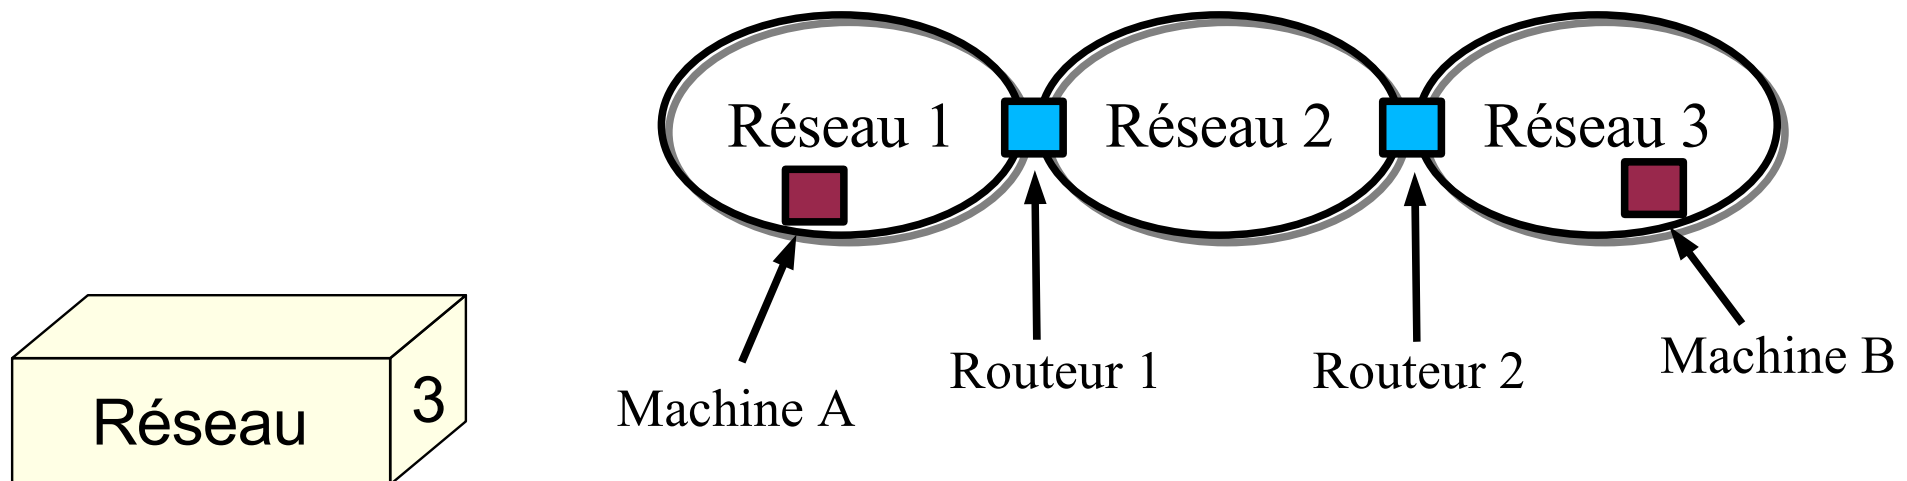 Réseau 1
Réseau 2
Réseau 3
Machine A
Routeur 1
Routeur 2
Machine B
Réseau
3